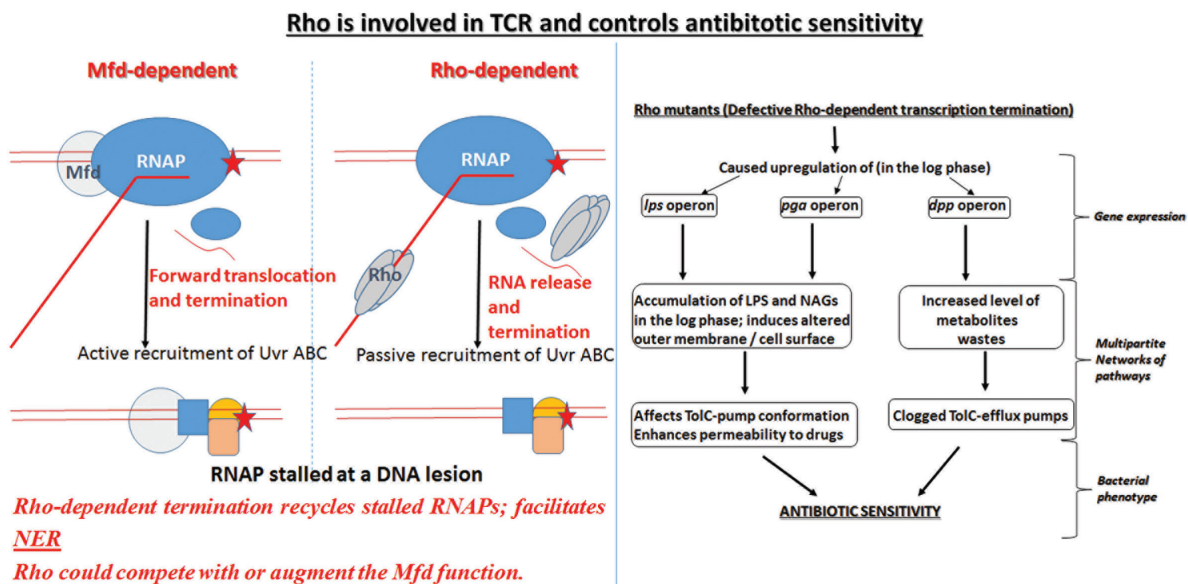 Rho is involved in TCR and controls antibitotic sensitivity
Mfd-dependent
Mfd
RNAP
Forward translocation
and termination
Active recruitment of Uvr ABC
Rho-dependent
RNAP
Rho
RNA release
and
termination
Passive recruitment of Uvr ABC
RNAP stalled at a DNA lesion
Rho-dependent termination recycles stalled RNAPs; facilitates
NER
Rho could compete with or augment the Mfd function.
Rho mutants (Defective Rho-dependent transcription termination)
Caused upregulation of (in the log phase)
lps operon
pga operon
dpp operon
Gene expression
Accumulation of LPS and NAGs
in the log phase; induces altered
outer membrane / cell surface
Increased level of
metabolites
wastes
Multipartite
Networks of
pathways
Affects TolC-pump conformation
Enhances permeability to drugs
Clogged TolC-efflux pumps
Bacterial
phenotype
ANTIBIOTIC SENSITIVITY